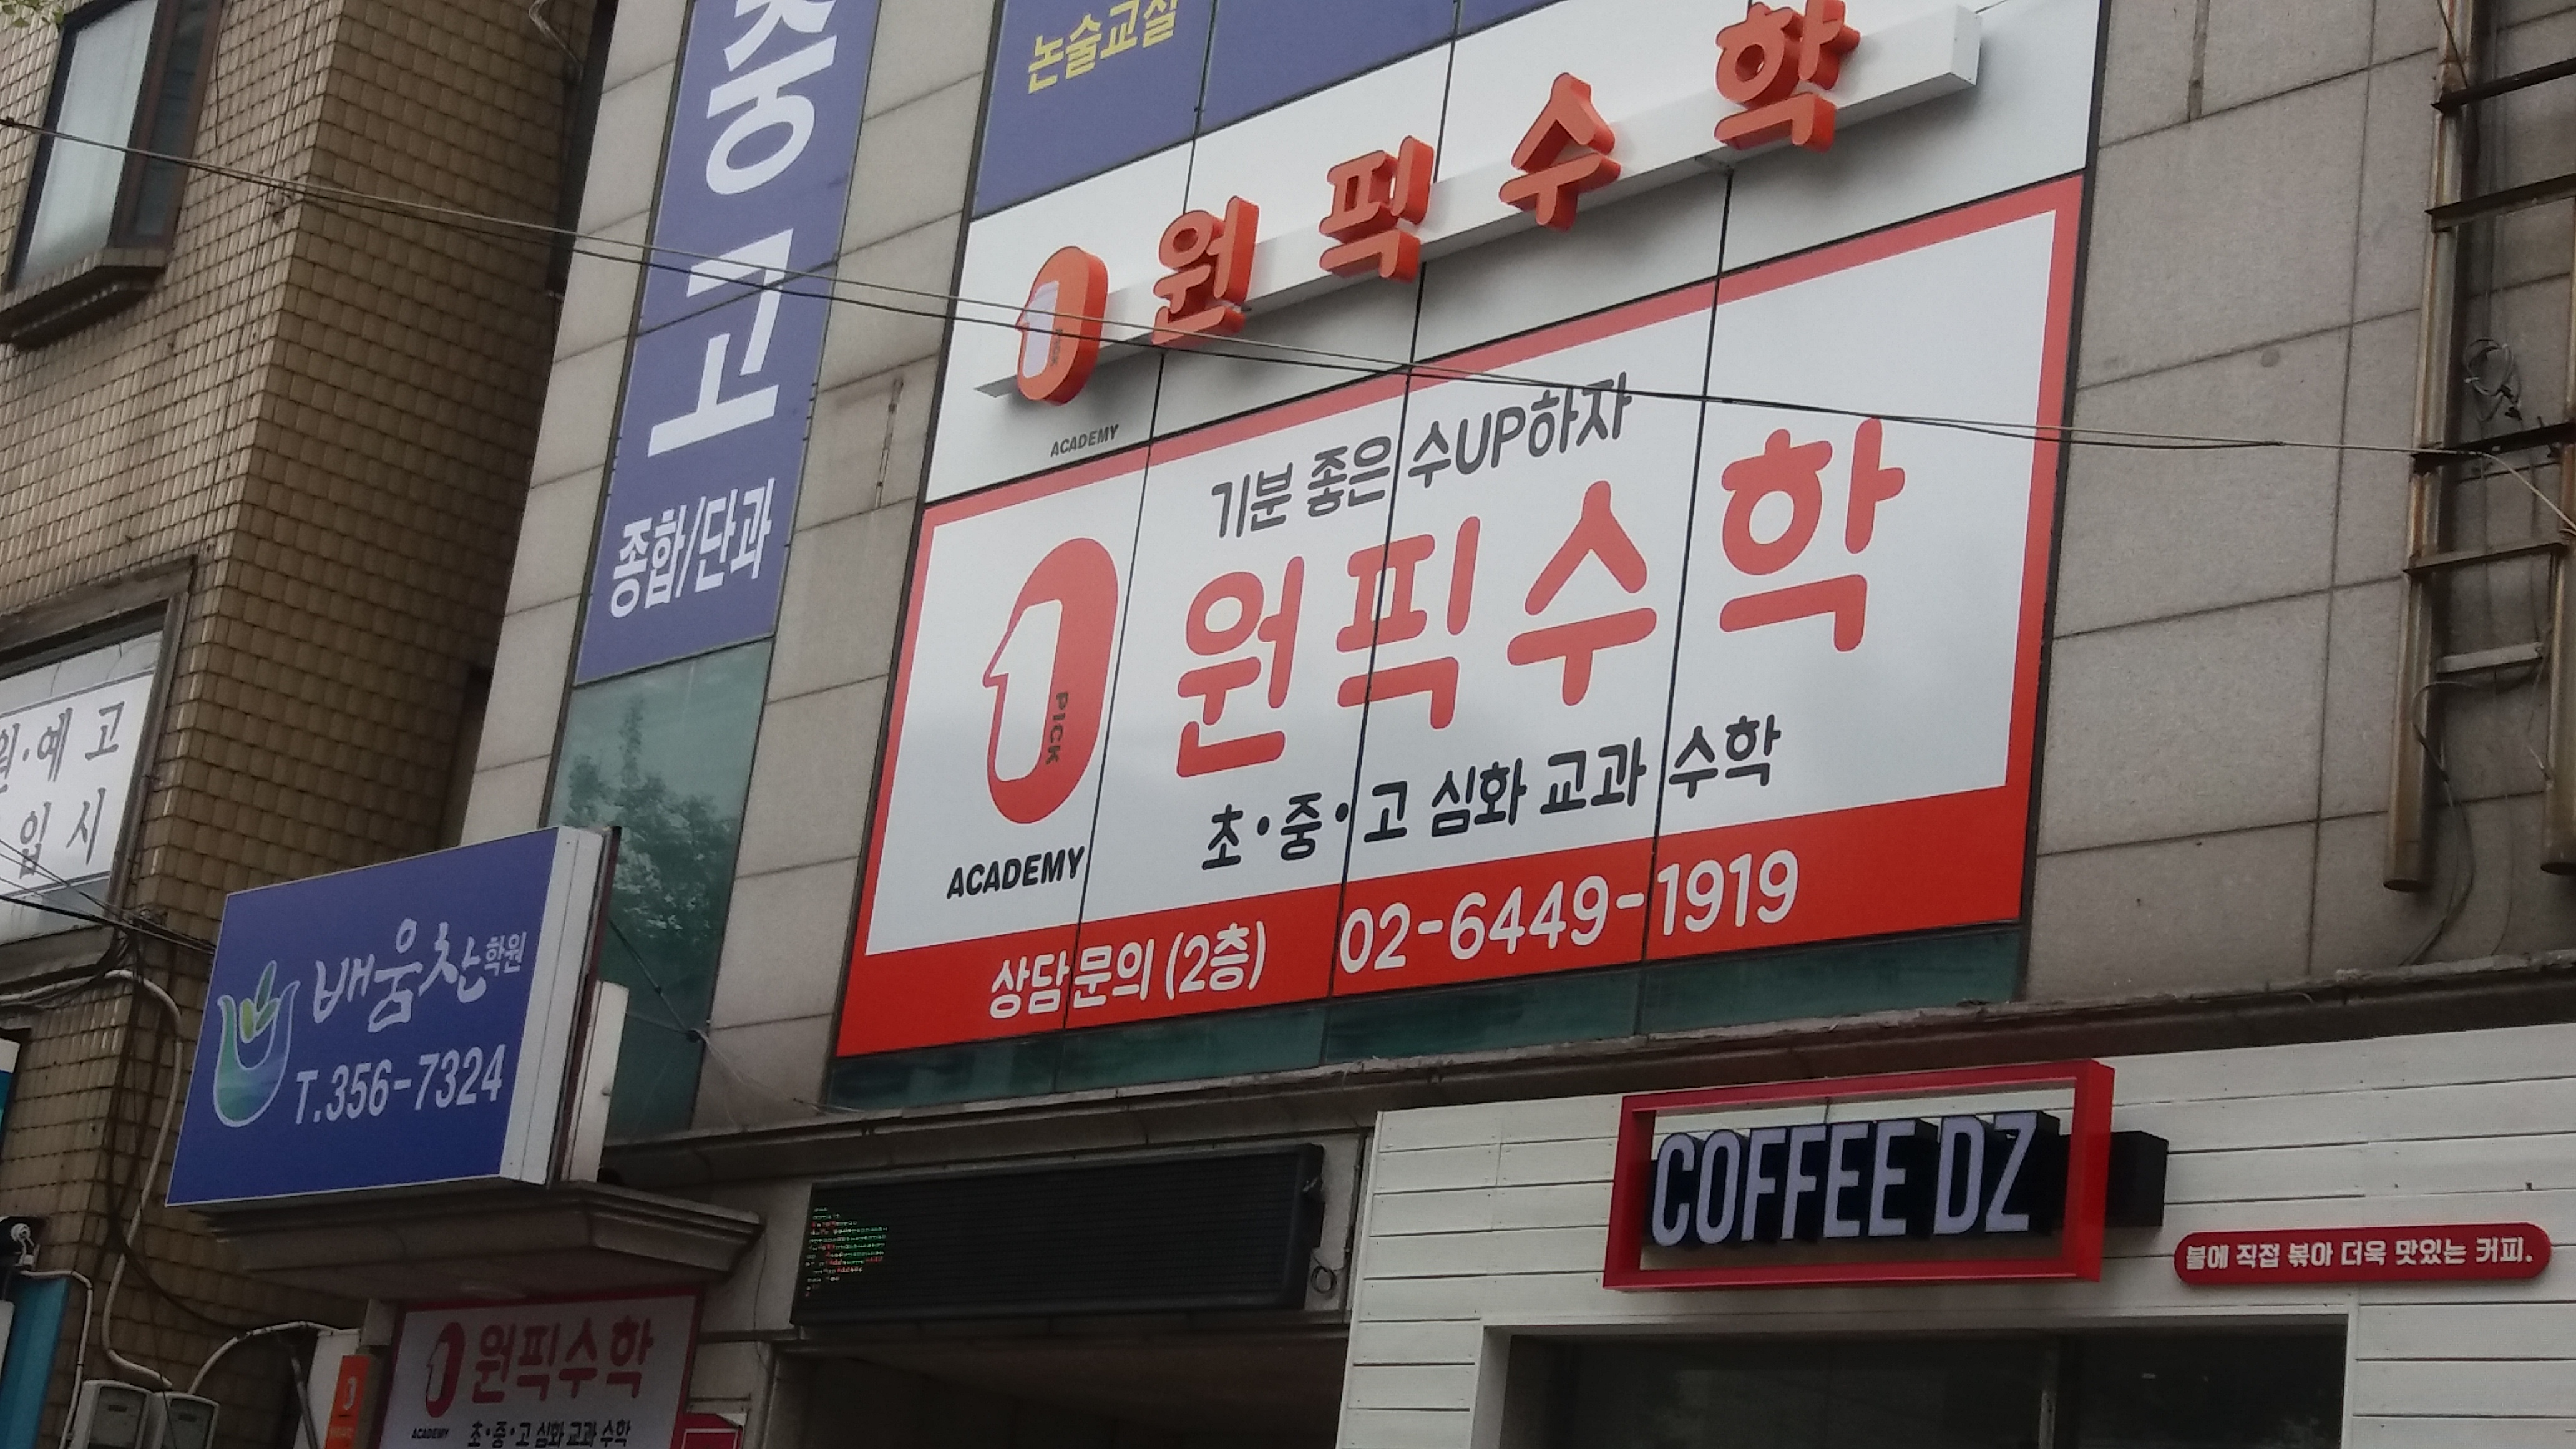 중
고
종합/단과
논술교실
원픽수학
ACADEMY
기분 좋은 수UP하자
원픽수학
PICK
ACADEMY
초·중·고 심화 교과 수학
상담문의 (2층) 02-6449-1919
예고
입시
배움찬학원
T.356-7324
COFFEE DZ
불에 직접 볶아 더욱 맛있는 커피.
원픽수학
ACADEMY
초·중·고 심화 교과 수학